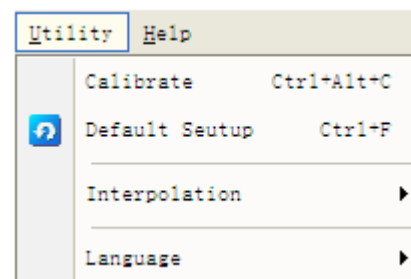 Utility Help
Calibrate Ctrl+Alt+C
Default Seutup Ctrl+F
Interpolation
Language